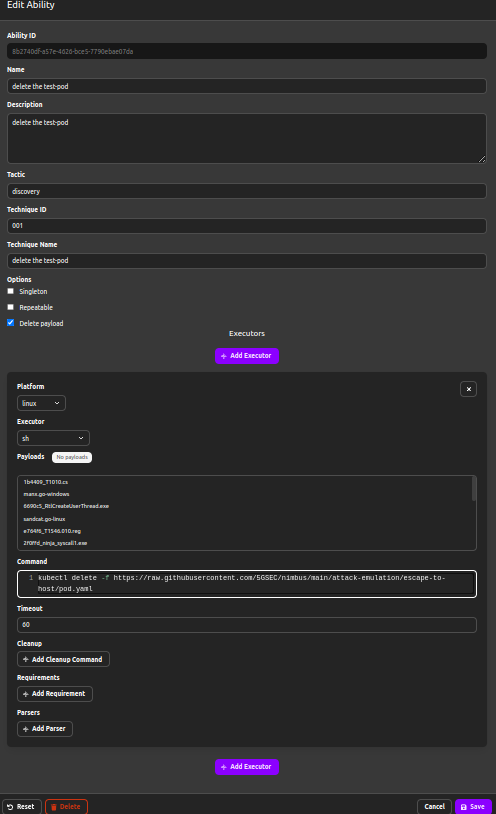 Edit Ability
Ability ID
8b2740df-a57e-4626-bce5-7790ebae07da
Name
delete the test-pod
Description
delete the test-pod
Tactic
discovery
Technique ID
001
Technique Name
delete the test-pod
Options
Singleton
Repeatable
Delete payload
Executors
+ Add Executor
Platform
linux
Executor
sh
Payloads No payloads
1b4409_T1010.cs
manx.go-windows
6690c5_RtlCreateUserThread.exe
sandcat.go-linux
e764f6_T1546.010.reg
2f0ffd_ninja_syscall1.exe
Command
1 kubectl delete -f https://raw.githubusercontent.com/5GSEC/nimbus/main/attack-emulation/escape-to-
host/pod.yaml
Timeout
60
Cleanup
+ Add Cleanup Command
Requirements
+ Add Requirement
Parsers
+ Add Parser
+ Add Executor
Reset Delete Cancel Save